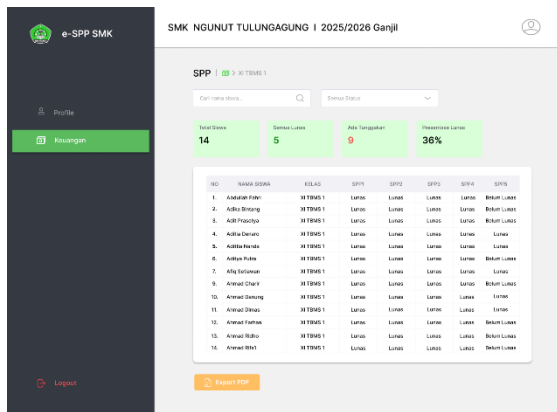 e-SPP SMK
SMK NGUNUT TULUNGAGUNG I 2025/2026 Ganjil
Profile
Keuangan
Logout
SPP | > XI TBMS 1
Cari nama siswa...
Semua Status
Total Siswa
14
Semua Lunas
5
Ada Tunggakan
9
Presentase Lunas
36%
NO NAMA SISWA KELAS SPP1 SPP2 SPP3 SPP4 SPP5
1. Abdullah Fahri XI TBMS 1 Lunas Lunas Lunas Lunas Belum Lunas
2. Adika Bintang XI TBMS 1 Lunas Lunas Lunas Lunas Belum Lunas
3. Adit Prasetya XI TBMS 1 Lunas Lunas Lunas Lunas Belum Lunas
4. Aditia Denaro XI TBMS 1 Lunas Lunas Lunas Lunas Lunas
5. Aditia Nanda XI TBMS 1 Lunas Lunas Lunas Lunas Lunas
6. Aditya Putra XI TBMS 1 Lunas Lunas Lunas Lunas Belum Lunas
7. Afiq Setiawan XI TBMS 1 Lunas Lunas Lunas Lunas Lunas
9. Ahmad Charir XI TBMS 1 Lunas Lunas Lunas Lunas Belum Lunas
10. Ahmad Danung XI TBMS 1 Lunas Lunas Lunas Lunas Lunas
11. Ahmad Dimas XI TBMS 1 Lunas Lunas Lunas Lunas Lunas
12. Ahmad Farhan XI TBMS 1 Lunas Lunas Lunas Lunas Belum Lunas
13. Ahmad Ridho XI TBMS 1 Lunas Lunas Lunas Lunas Belum Lunas
14. Ahmad Rifa'i XI TBMS 1 Lunas Lunas Lunas Lunas Belum Lunas
Export PDF